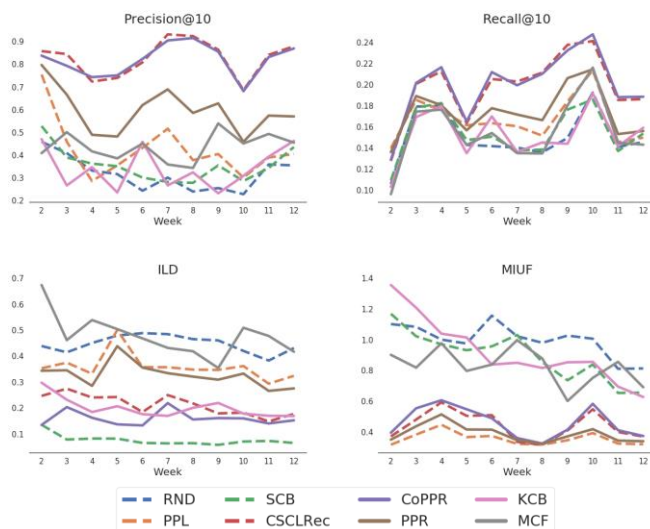 Precision@10
0.9
0.8
0.7
0.6
0.5
0.4
0.3
0.2
2 3 4 5 6 7 8 9 10 11 12
Week
Recall@10
0.24
0.22
0.20
0.18
0.16
0.14
0.12
0.10
2 3 4 5 6 7 8 9 10 11 12
Week
ILD
0.7
0.6
0.5
0.4
0.3
0.2
0.1
2 3 4 5 6 7 8 9 10 11 12
Week
MIUF
1.4
1.2
1.0
0.8
0.6
0.4
2 3 4 5 6 7 8 9 10 11 12
Week
RND SCB CoPPR KCB
PPL CSCLRec PPR MCF